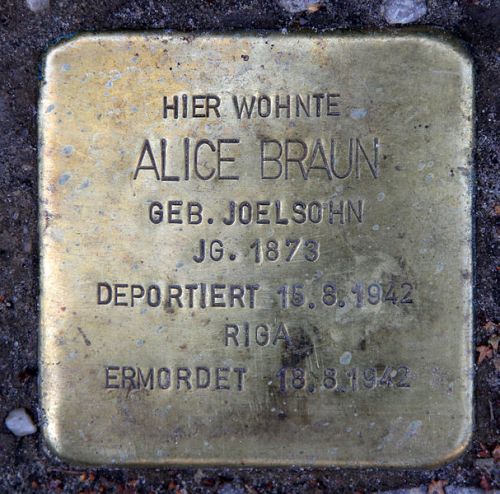 HIER WOHNTE
ALICE BRAUN
GEB. JOELSOHN
JG. 1873
DEPORTIERT 15.8.1942
RIGA
ERMORDET 18.8.1942